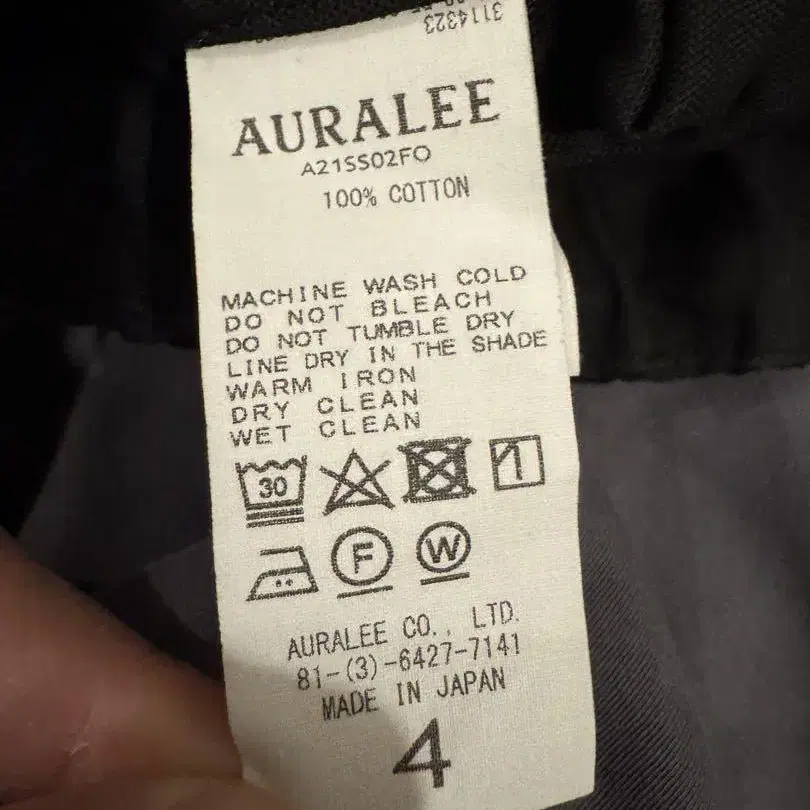 3114323
AURALEE
A21SS02FO
100% COTTON
MACHINE WASH COLD
DO NOT BLEACH
DO NOT TUMBLE DRY
LINE DRY IN THE SHADE
WARM IRON
DRY CLEAN
WET CLEAN
30
F W
AURALEE CO., LTD.
81-(3)-6427-7141
MADE IN JAPAN
4